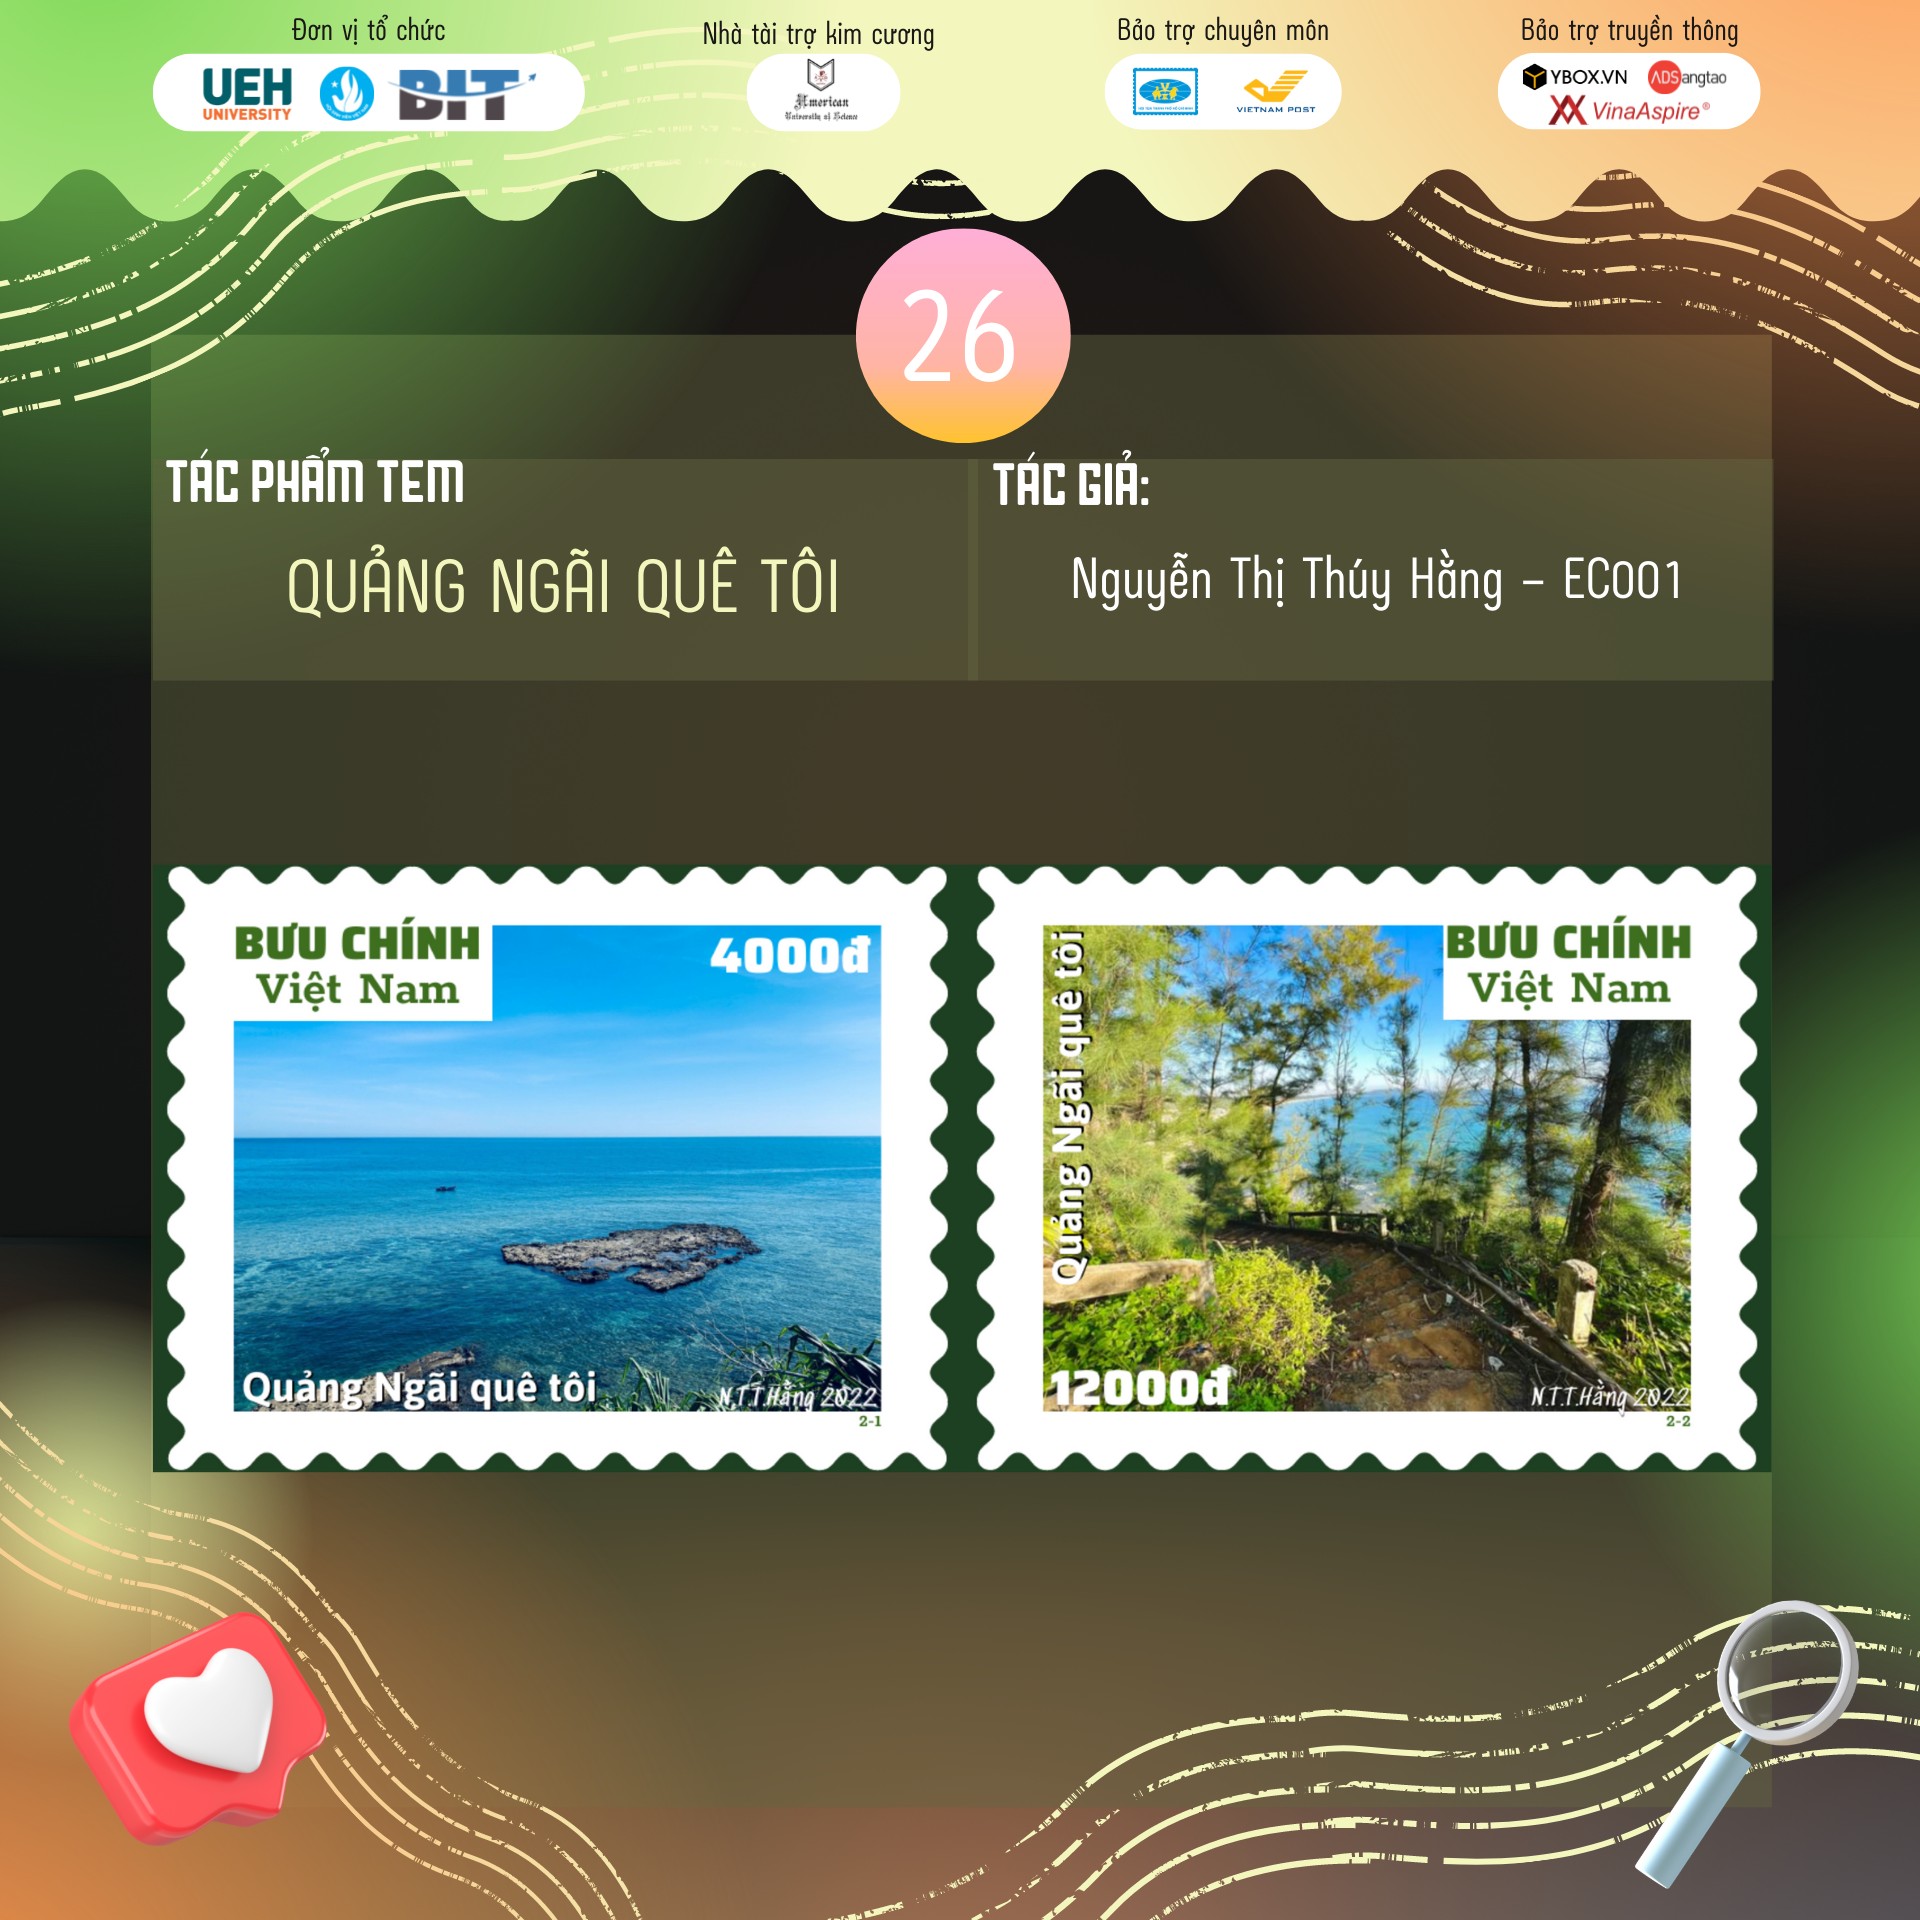 Đơn vị tổ chức
Nhà tài trợ kim cương
Bảo trợ chuyên môn
Bảo trợ truyền thông
UEH
UNIVERSITY
BIT
American
University of Science
VIETNAM POST
YBOX.VN
ADSangtao
VinaAspire®
26
TÁC PHẨM TEM
QUẢNG NGÃI QUÊ TÔI
TÁC GIẢ:
Nguyễn Thị Thúy Hằng – EC001
BƯU CHÍNH
Việt Nam
4000đ
Quảng Ngãi quê tôi
N.T.T.Hằng 2022
2-1
BƯU CHÍNH
Việt Nam
Quảng Ngãi quê tôi
12000đ
N.T.T.Hằng 2022
2-2